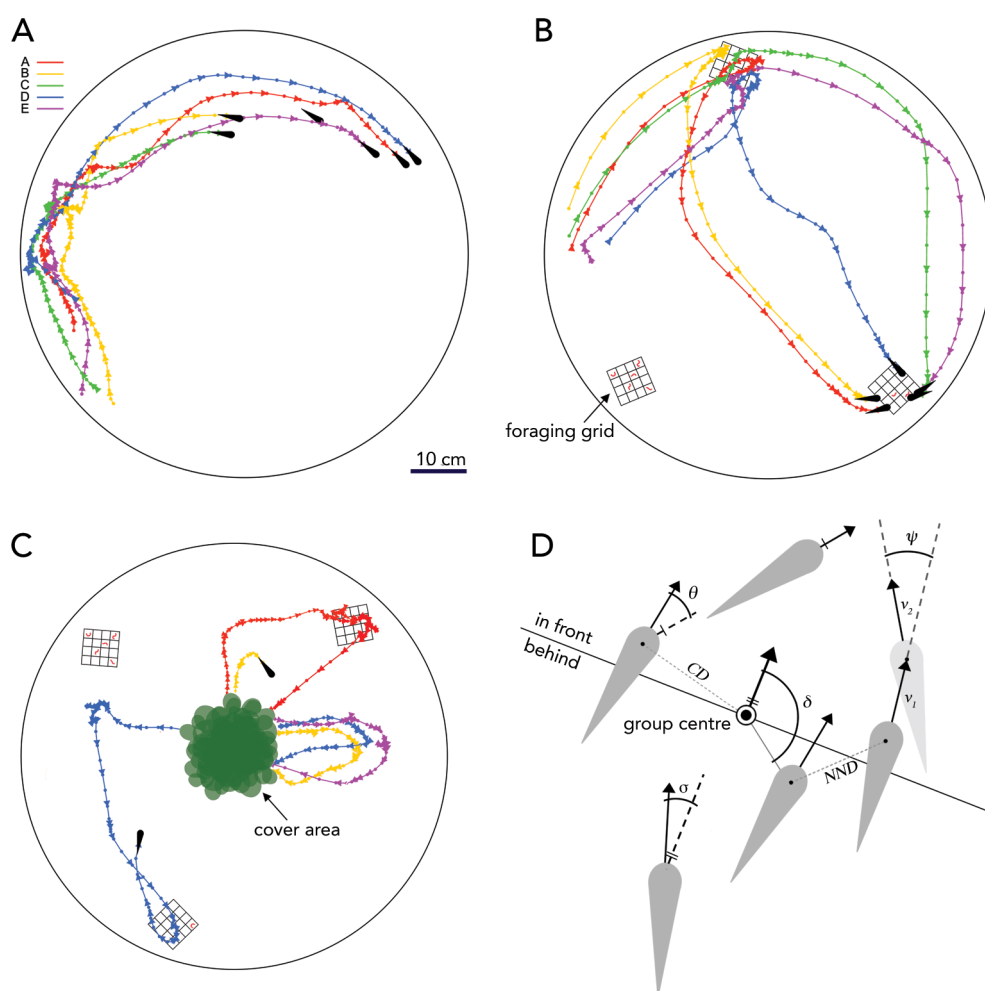 A
A
B
C
D
E
10 cm
B
foraging grid
C
cover area
D
in front
behind
θ
CD
group centre
δ
NND
σ
ψ
v₂
v₁